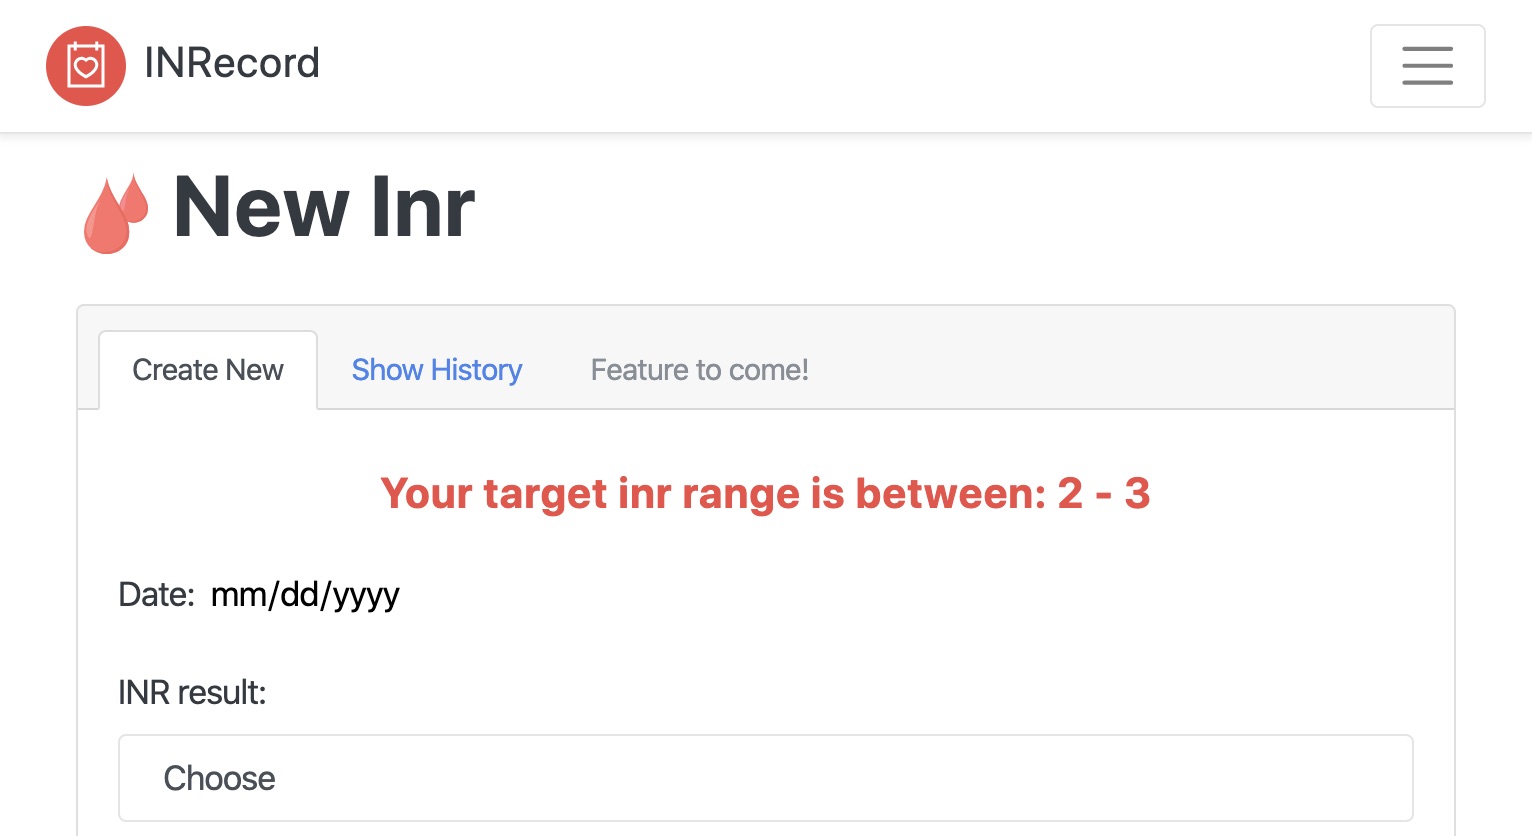 INRecord
New Inr
Create New Show History Feature to come!
Your target inr range is between: 2 - 3
Date: mm/dd/yyyy
INR result:
Choose